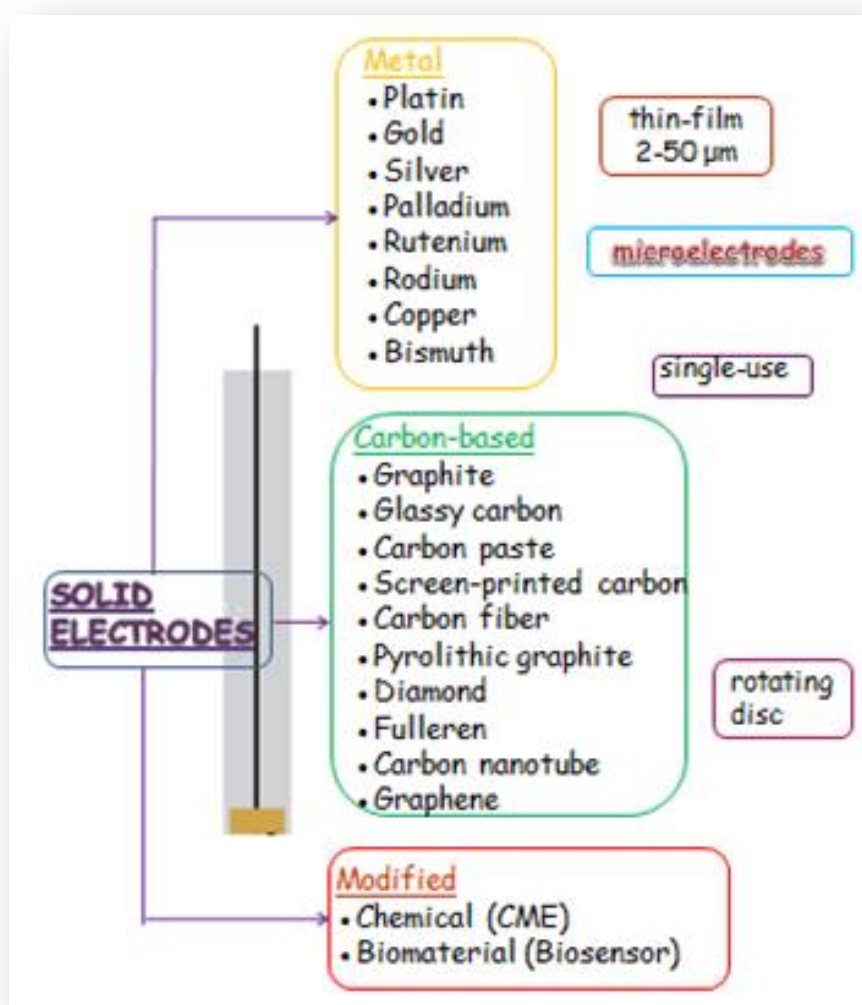 Metal
• Platin
• Gold
• Silver
• Palladium
• Rutenium
• Rodium
• Copper
• Bismuth
thin-film
2-50 µm
microelectrodes
single-use
SOLID
ELECTRODES
Carbon-based
• Graphite
• Glassy carbon
• Carbon paste
• Screen-printed carbon
• Carbon fiber
• Pyrolithic graphite
• Diamond
• Fulleren
• Carbon nanotube
• Graphene
rotating
disc
Modified
• Chemical (CME)
• Biomaterial (Biosensor)